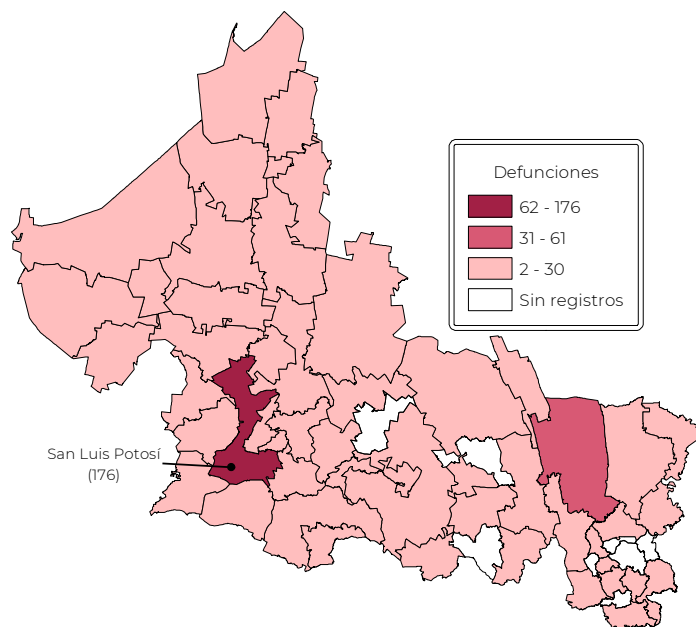 Defunciones
62 - 176
31 - 61
2 - 30
Sin registros
San Luis Potosí
(176)